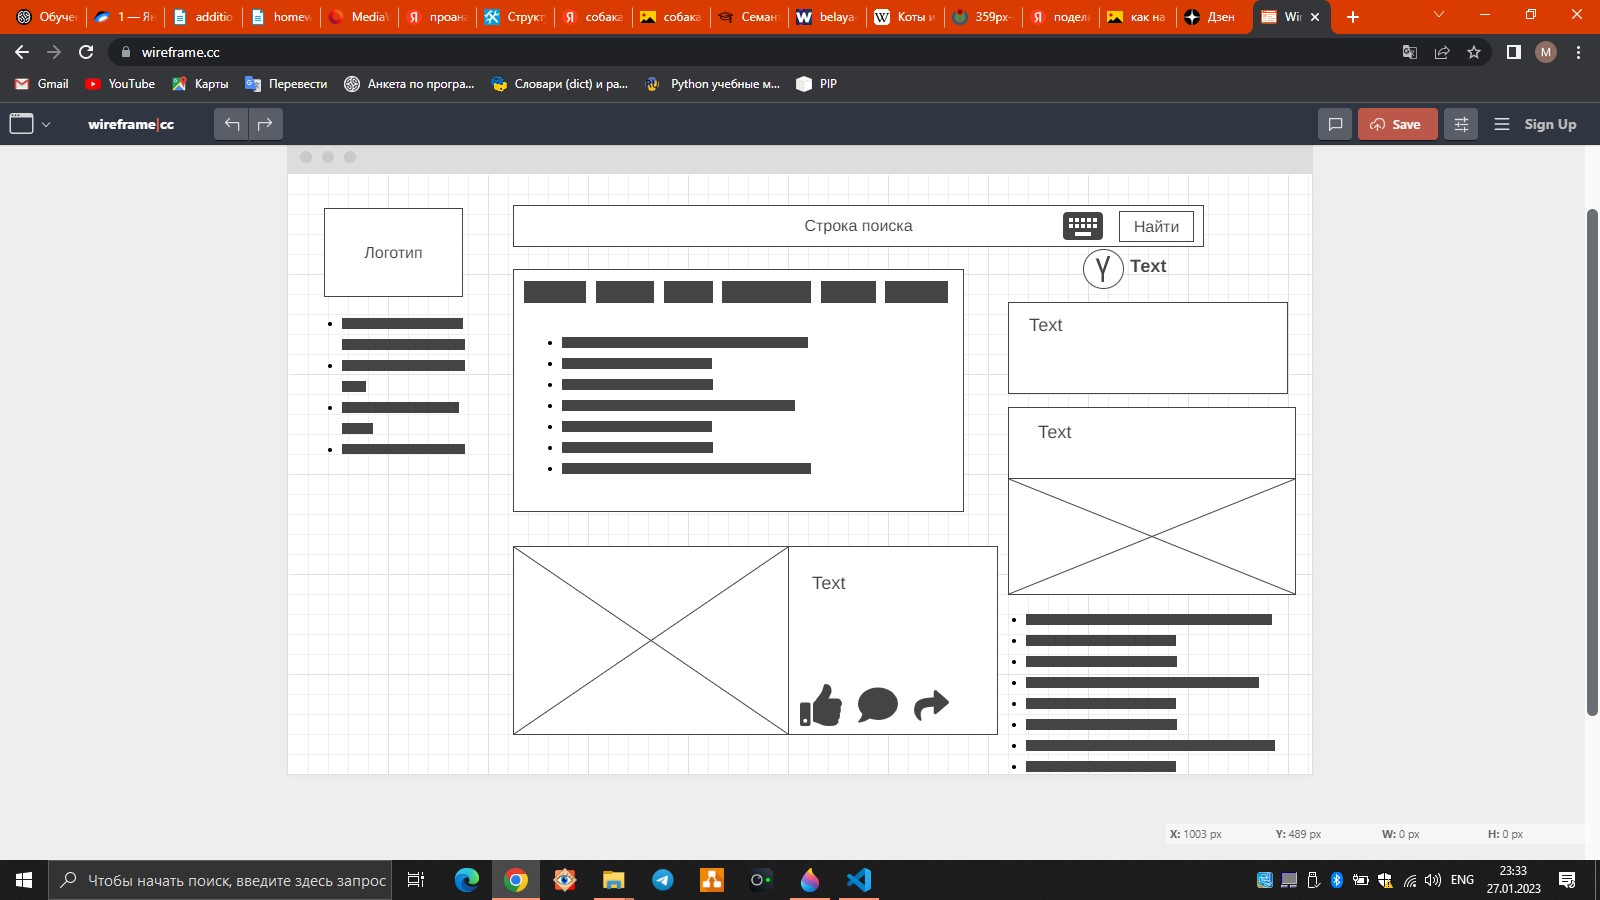 Обучен
1 — Ян
additio
homew
MediaW
проана
Структ
собака
собака
Семант
belaya-
Коты и
359px-
подел
как на
Дзен
Wi
wireframe.cc
M
Gmail
YouTube
Карты
Перевести
Анкета по програ...
Словари (dict) и ра...
Python учебные м...
PIP
wireframe|cc
Save
Sign Up
Логотип
Строка поиска
Найти
Y
Text
Text
Text
Text
X: 1003 px Y: 489 px W: 0 px H: 0 px
Чтобы начать поиск, введите здесь запрос
ENG
23:33
27.01.2023